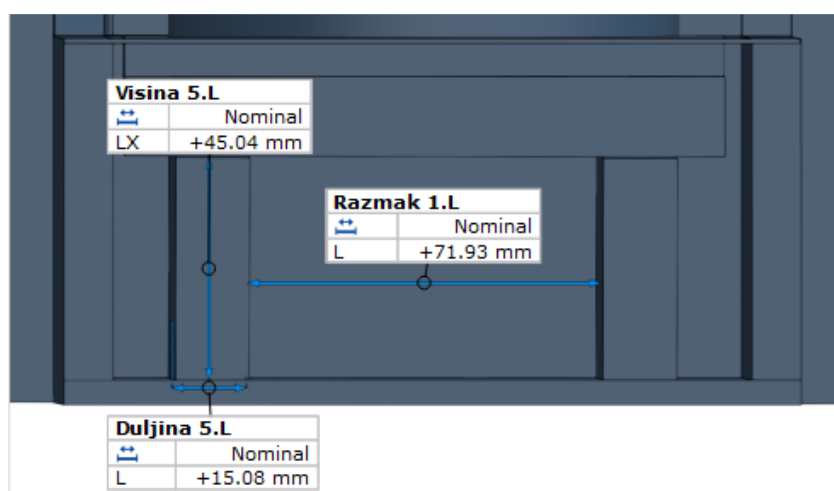 Visina 5.L
Nominal
LX +45.04 mm
Razmak 1.L
Nominal
L +71.93 mm
Duljina 5.L
Nominal
L +15.08 mm